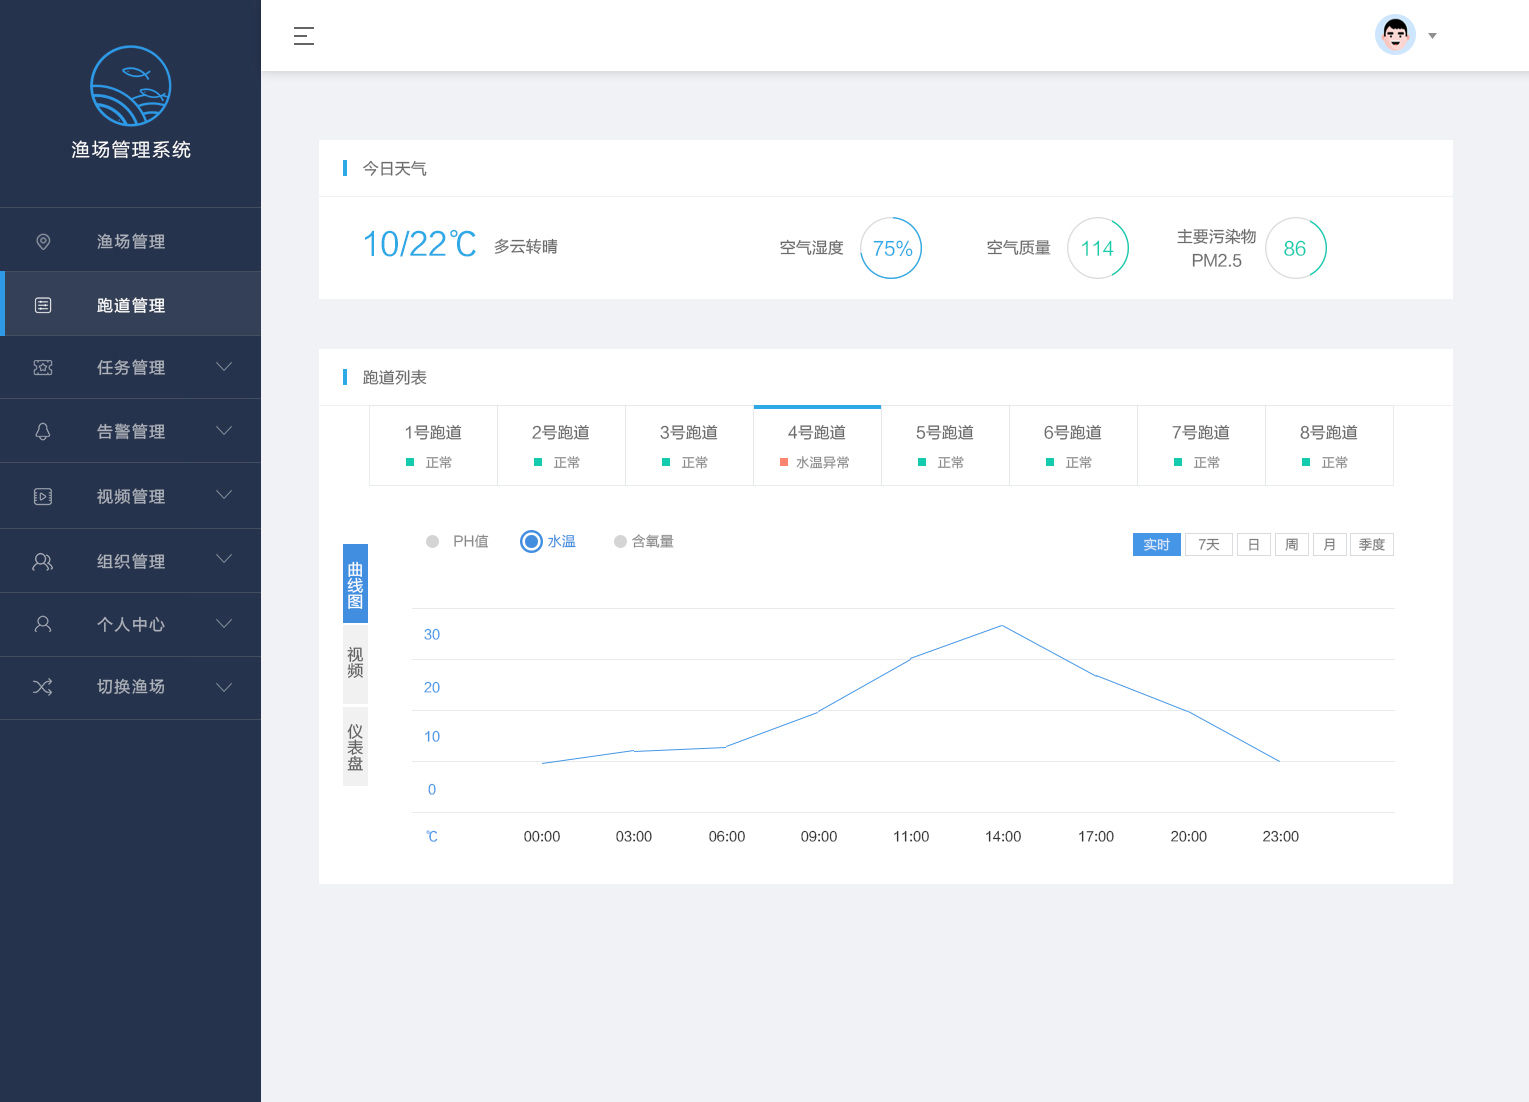 渔场管理系统
渔场管理
跑道管理
任务管理
告警管理
视频管理
组织管理
个人中心
切换渔场
今日天气
10/22℃ 多云转晴
空气湿度 75%
空气质量 114
主要污染物
PM2.5
86
跑道列表
1号跑道
正常
2号跑道
正常
3号跑道
正常
4号跑道
水温异常
5号跑道
正常
6号跑道
正常
7号跑道
正常
8号跑道
正常
曲线图
视频
仪表盘
PH值 水温 含氧量
实时 7天 日 周 月 季度
30
20
10
0
℃ 00:00 03:00 06:00 09:00 11:00 14:00 17:00 20:00 23:00